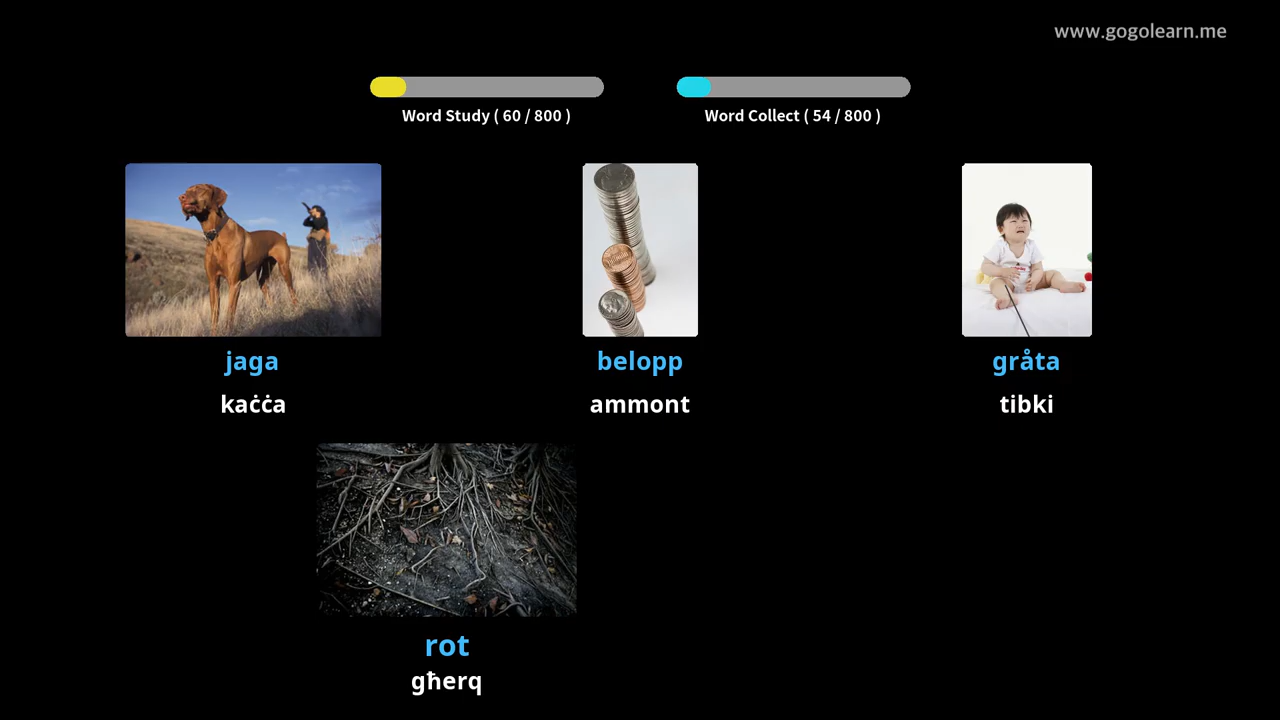 www.gogolearn.me
Word Study ( 60 / 800 )
Word Collect ( 54 / 800 )
jaga
belopp
gråta
kaċċa
ammont
tibki
rot
għerq